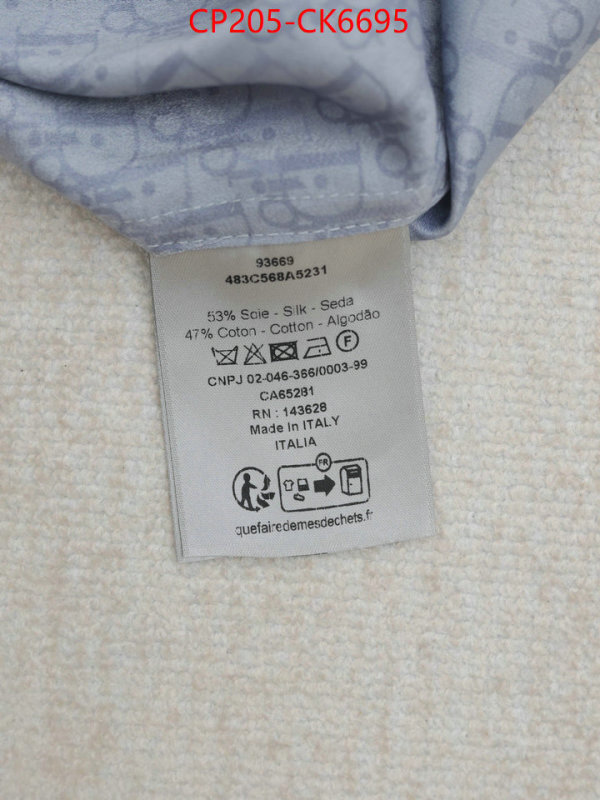 CP205-CK6695
93669
483C568A5231
53% Soie - Silk - Seda
47% Coton - Cotton - Algodão
F
CNPJ 02-046-366/0003-99
CA65281
RN : 143628
Made in ITALY
ITALIA
FR
quefairedemesdechets.fr